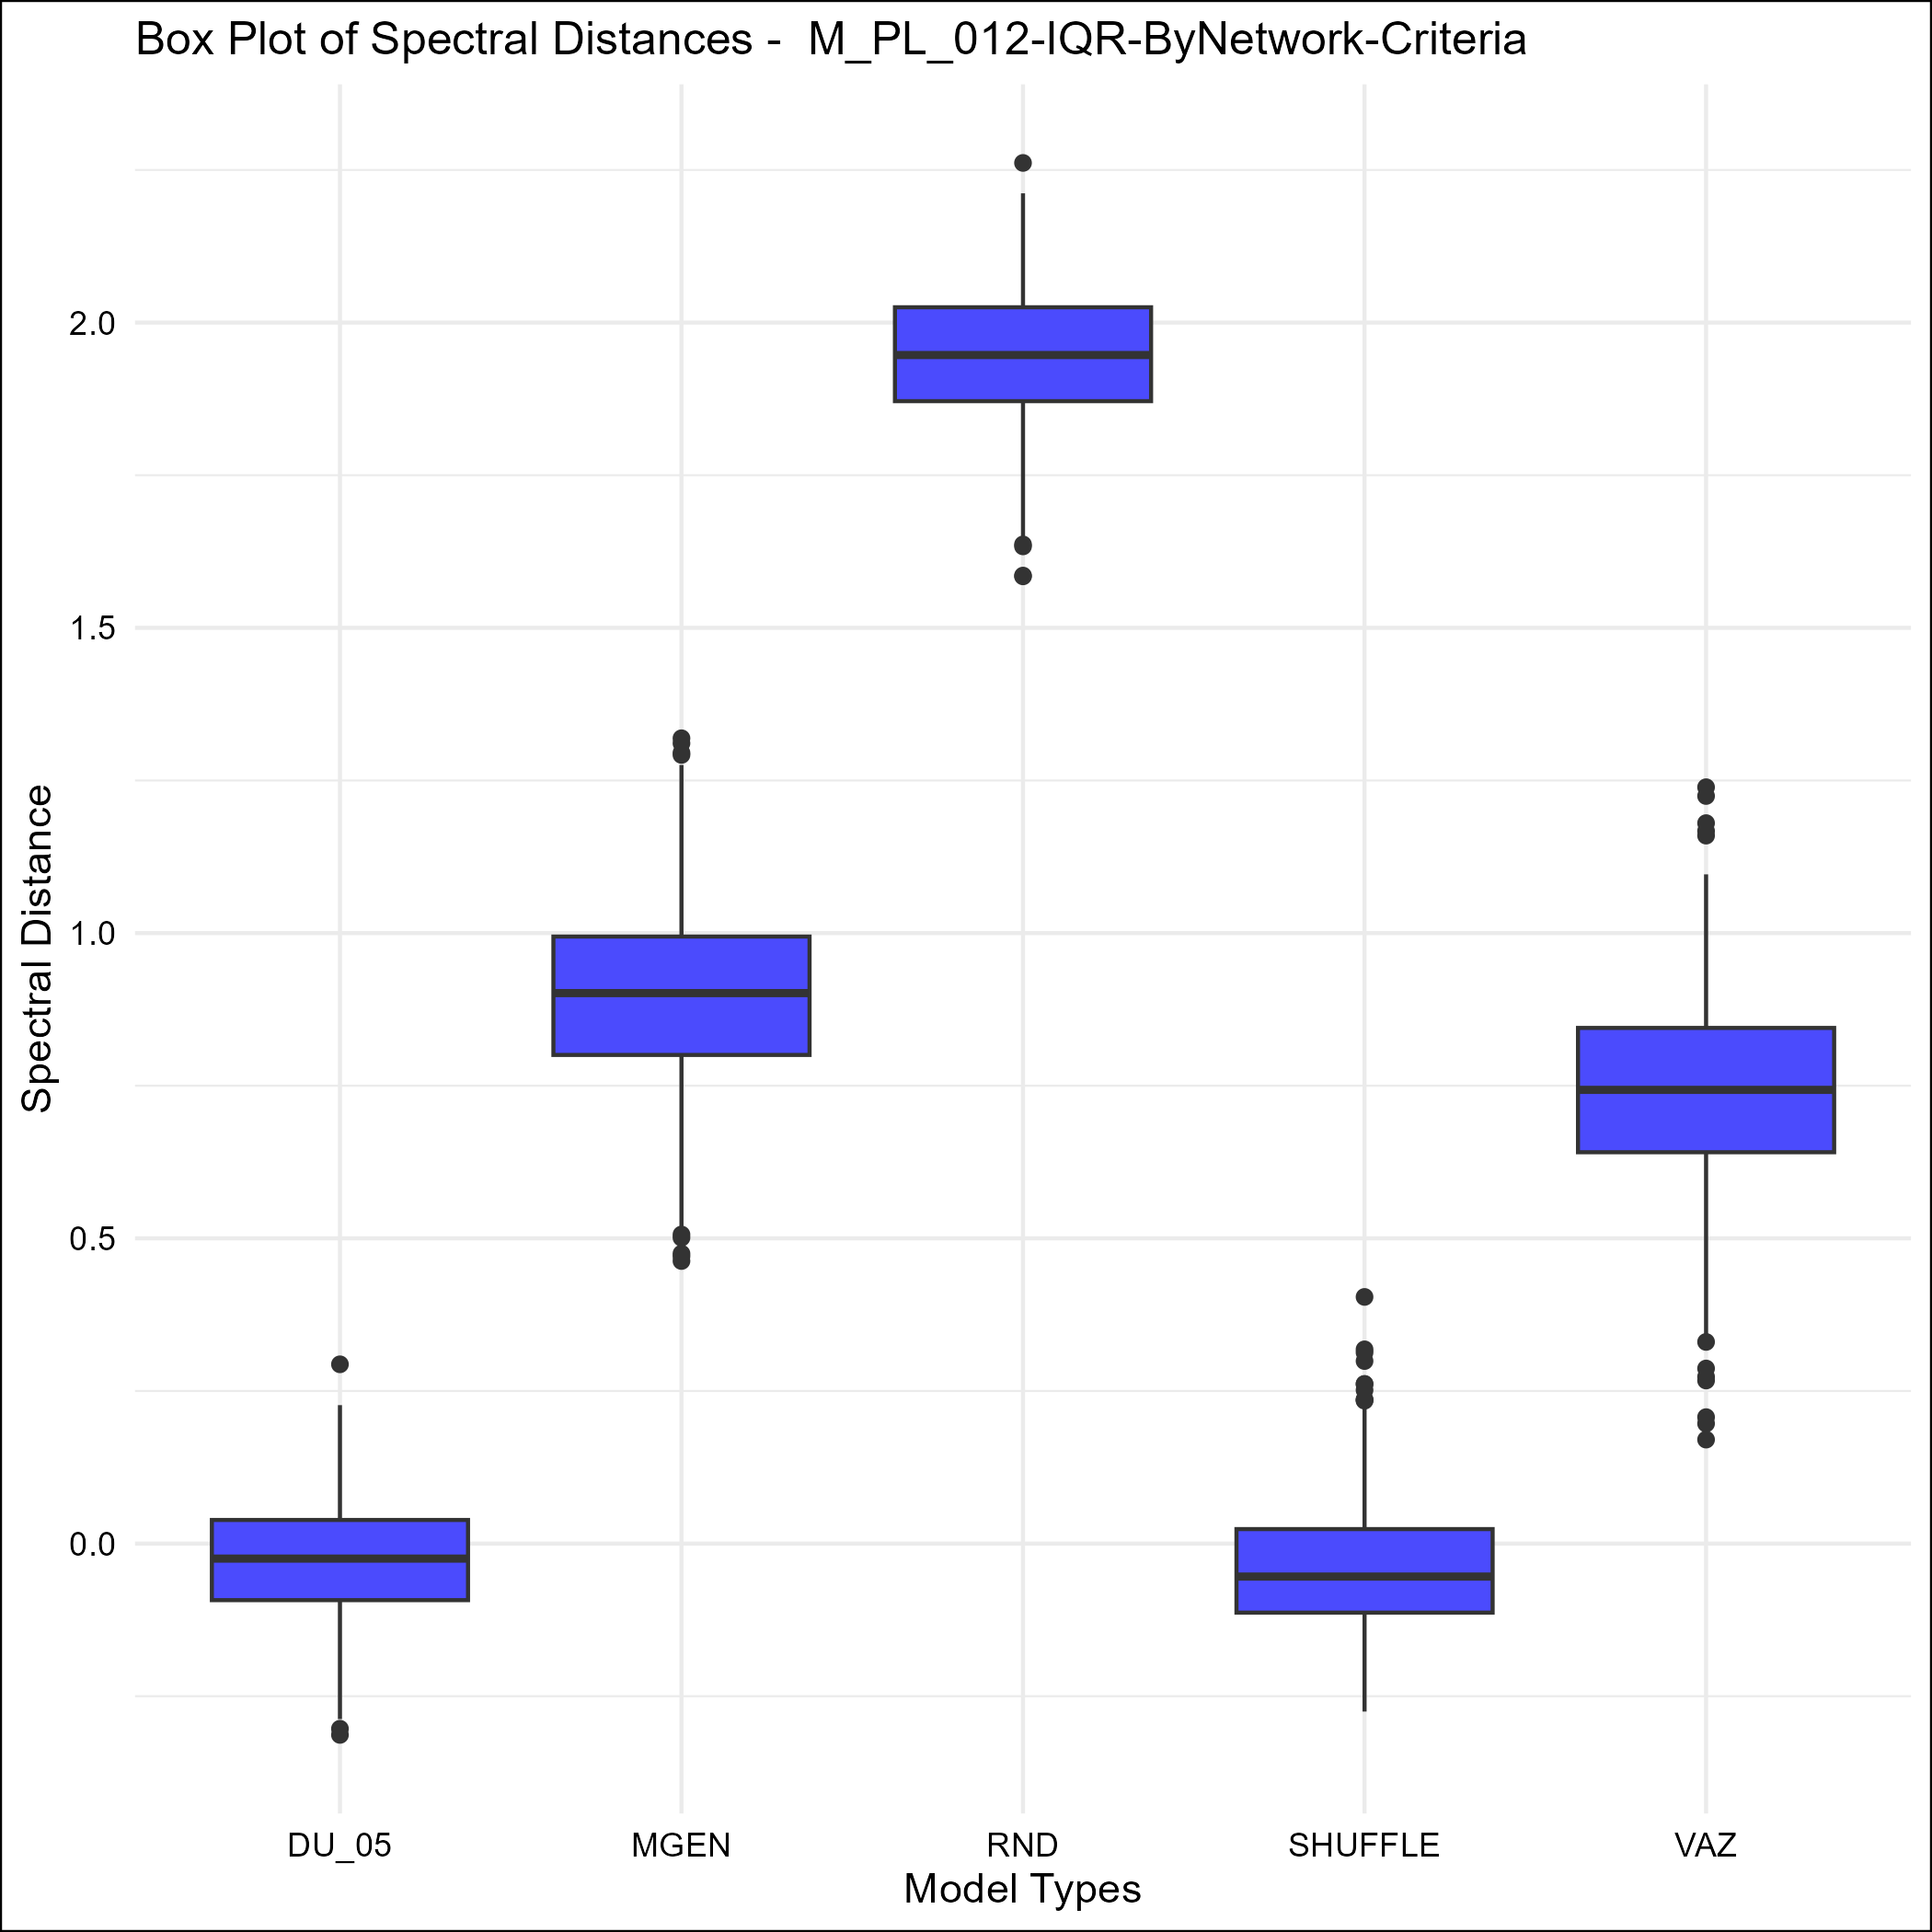 Box Plot of Spectral Distances -  M_PL_012-IQR-ByNetwork-Criteria
Spectral Distance
2.0
1.5
1.0
0.5
0.0
DU_05 MGEN RND SHUFFLE VAZ
Model Types